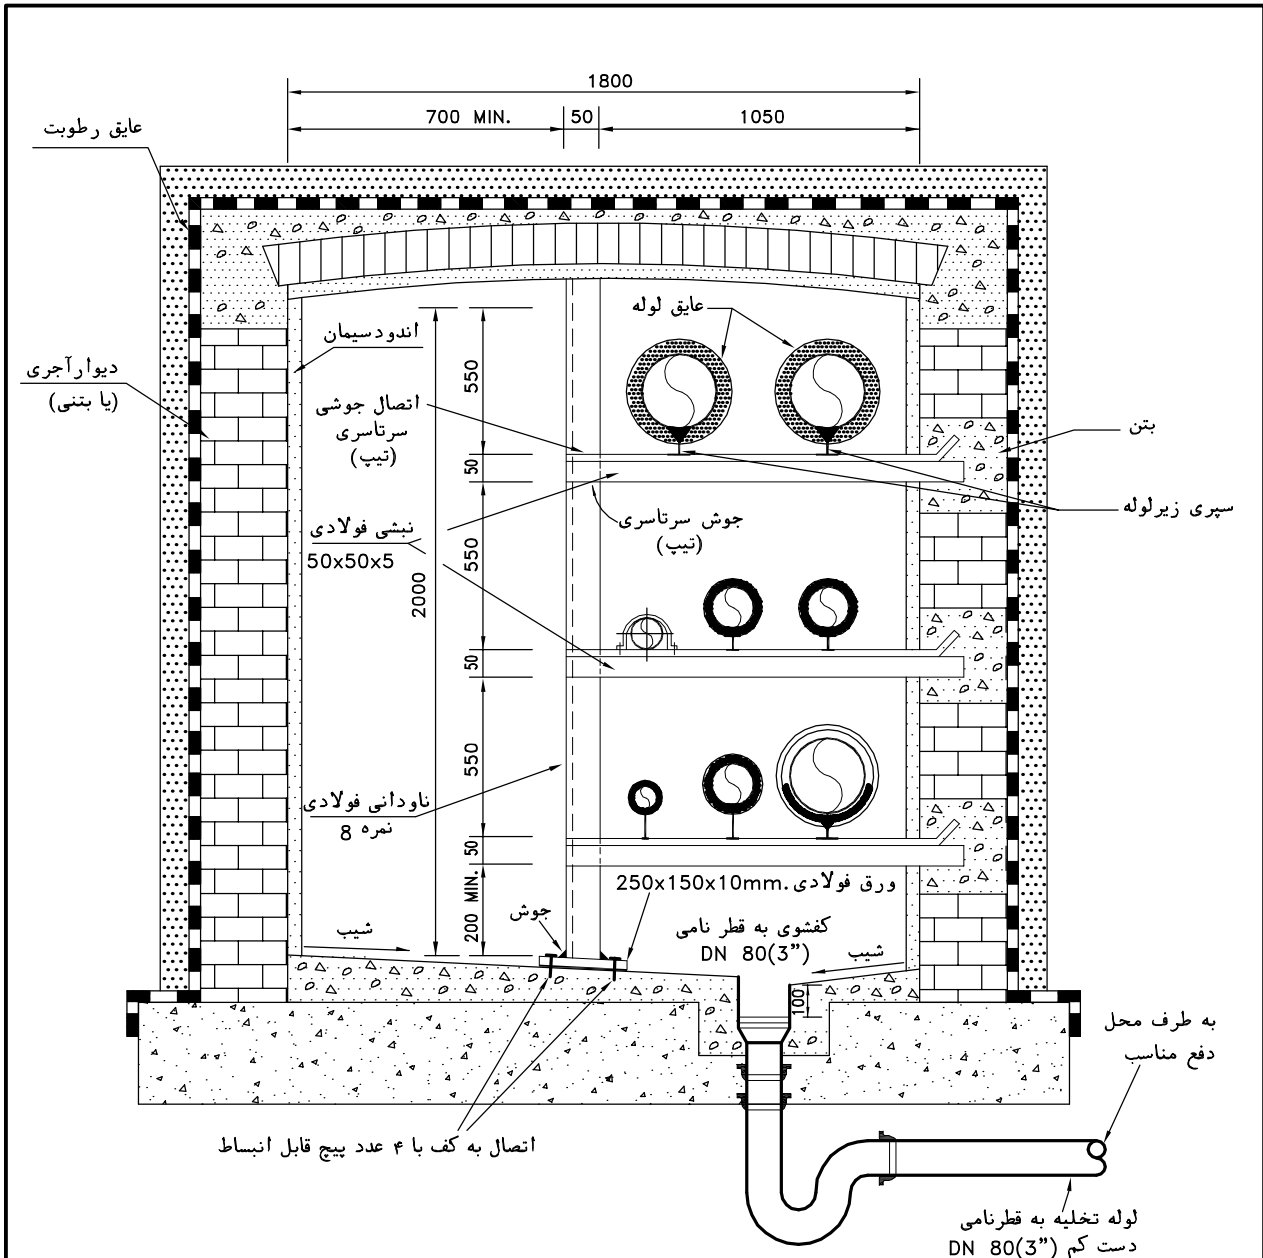 1800
700 MIN.
50
1050
عایق رطوبت
عایق لوله
اندودسیمان
دیوارآجری
(یا بتنی)
550
اتصال جوشی
سرتاسری
(تیپ)
بتن
50
سپری زیرلوله
جوش سرتاسری
(تیپ)
نبشی فولادی
50x50x5
550
2000
50
550
ناودانی فولادی
نمره 8
50
ورق فولادی 250x150x10mm.
200 MIN.
جوش
کفشوی به قطر نامی
DN 80(3")
شیب
شیب
100
به طرف محل
دفع مناسب
اتصال به کف با ۴ عدد پیچ قابل انبساط
لوله تخلیه به قطرنامی
دست کم DN 80(3")